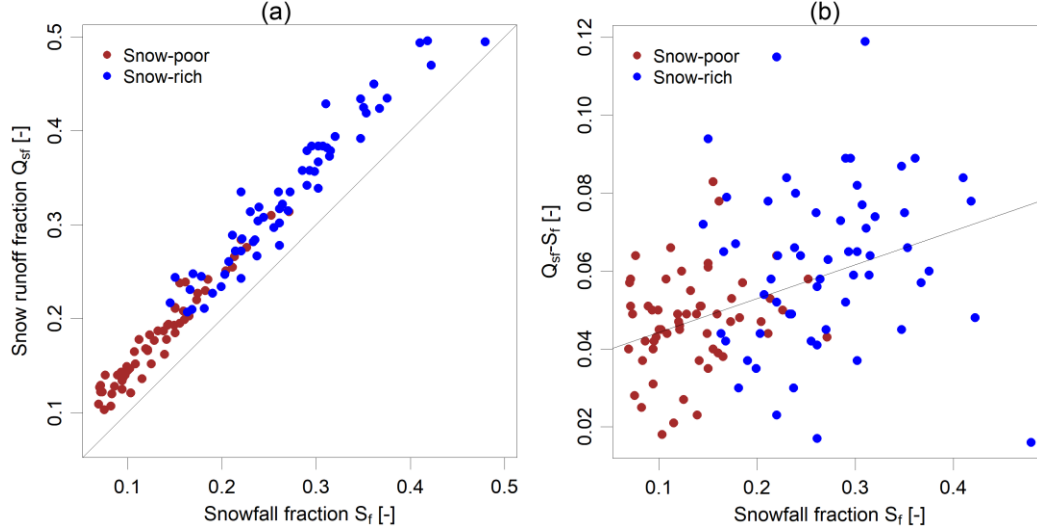 (a)
Snow-poor
Snow-rich
Snow runoff fraction Qsf [-]
0.5
0.4
0.3
0.2
0.1
0.1 0.2 0.3 0.4 0.5
Snowfall fraction Sf [-]
(b)
Snow-poor
Snow-rich
Qsf-Sf [-]
0.12
0.10
0.08
0.06
0.04
0.02
0.1 0.2 0.3 0.4
Snowfall fraction Sf [-]